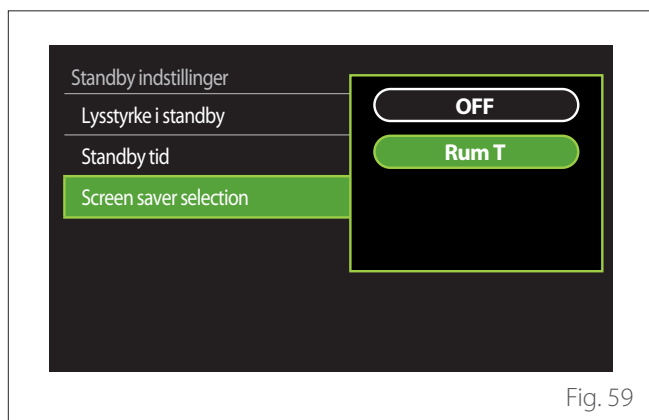 Standby indstillinger
Lysstyrke i standby
Standby tid
Screen saver selection
OFF
Rum T
Fig. 59